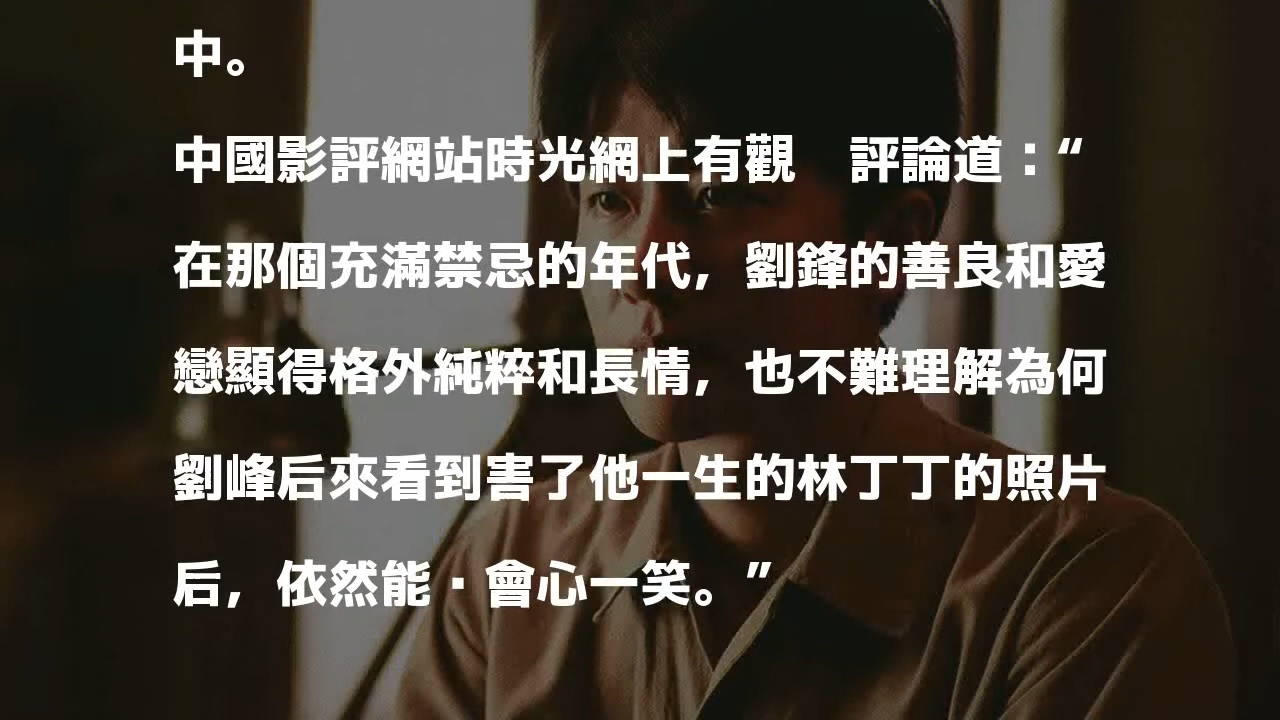 中。
中國影評網站時光網上有觀　評論道：“
在那個充滿禁忌的年代，劉鋒的善良和愛
戀顯得格外純粹和長情，也不難理解為何
劉峰后來看到害了他一生的林丁丁的照片
后，依然能·會心一笑。”